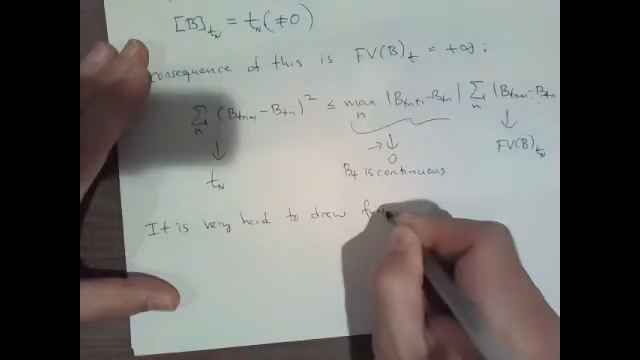 [B]_{t_N} = t_N (≠0)
consequence of this is FV(B)_t = +∞ :
∑_n (B_{t_{n+1}} - B_{t_n})² ≤ max_n |B_{t_{n+1}} - B_{t_n}| ∑_n |B_{t_{n+1}} - B_{t_n}
↓ → ↓ ↓
t_N 0 FV(B)_{t_N}
B_t is continuous
It is very hard to draw